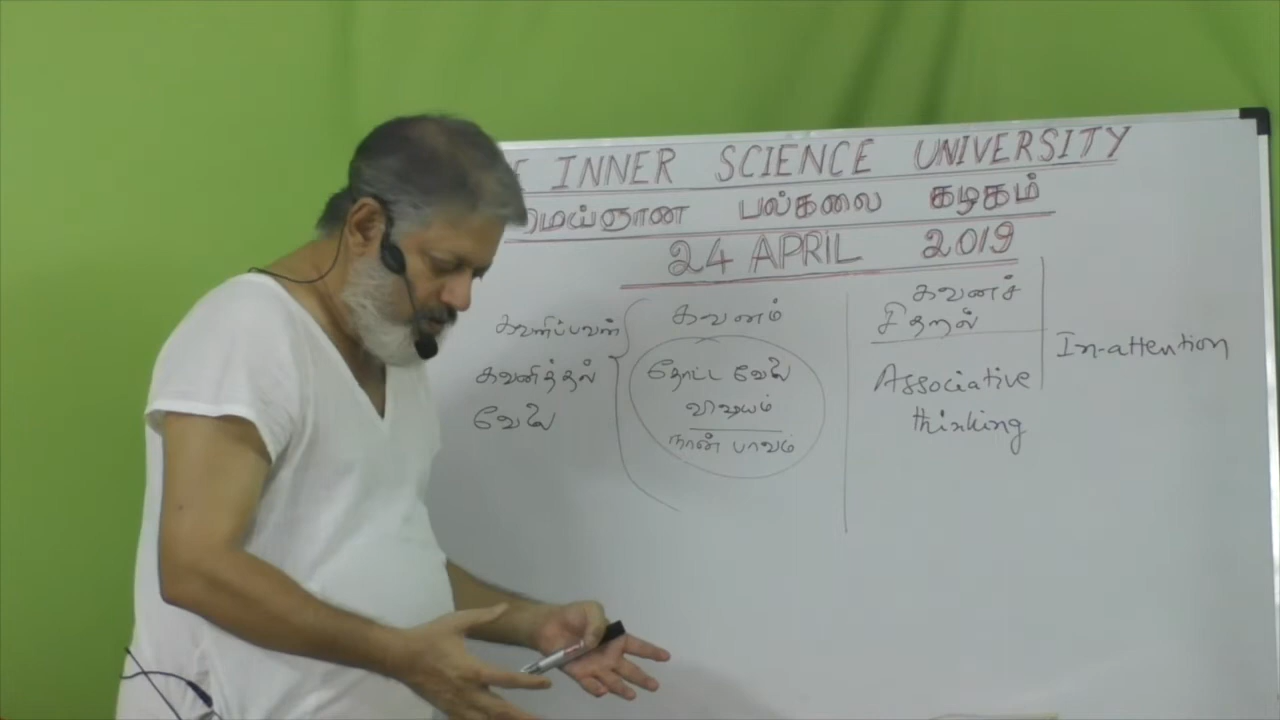 INNER SCIENCE UNIVERSITY
மெய்ஞான பல்கலை கழகம்
24 APRIL 2019
கவனிப்பவன்
கவனித்தல்
வேலை
கவனம்
தோட்ட வேலை
விஷயம்
நான் பாவம்
கவனச்
சிதறல்
Associative
thinking
In-attention